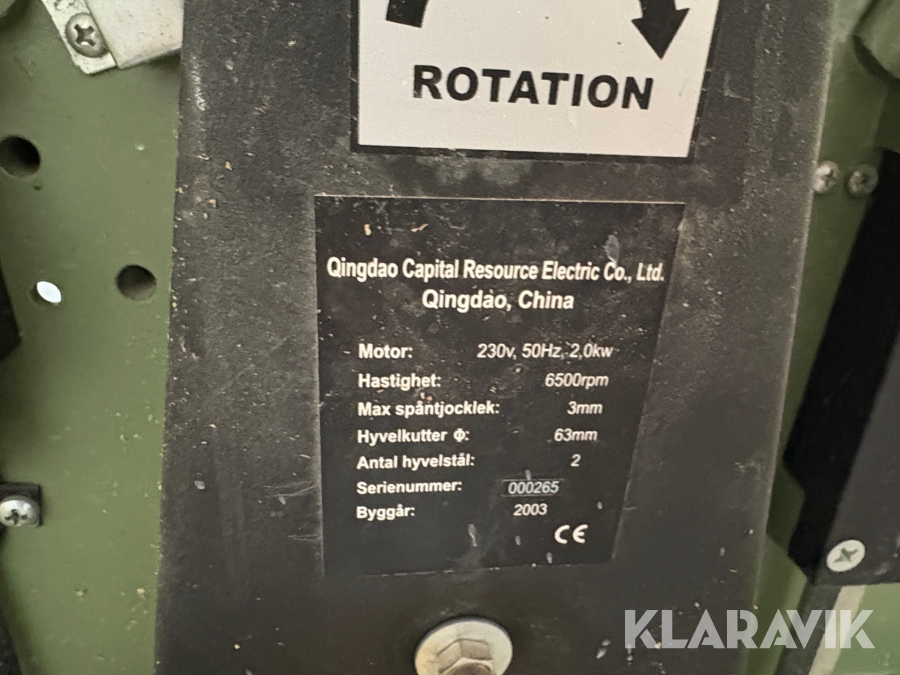 ROTATION
Qingdao Capital Resource Electric Co., Ltd.
Qingdao, China
Motor: 230v, 50Hz, 2,0kw
Hastighet: 6500rpm
Max spåntjocklek: 3mm
Hyvelkutter Φ: 63mm
Antal hyvelstål: 2
Serienummer: 000265
Byggår: 2003
CE
KLARAVIK